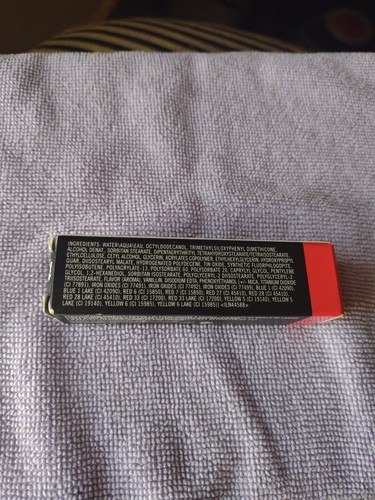 INGREDIENTS: WATER\AQUA\EAU, OCTYLDODECANOL, TRIMETHYLSILOXYPHENYL DIMETHICONE,
ALCOHOL DENAT, SORBITAN STEARATE, DIPENTAERYTHRITYL TETRAHYDROXYSTEARATE/TETRAISOSTEARATE,
ETHYLCELLULOSE, CETYL ALCOHOL, GLYCERIN, ACRYLATES COPOLYMER, ETHYLHEXYLGLYCERIN, HYDROXYPROPYL
GUAR, DIISOSTEARYL MALATE, HYDROGENATED POLYDECENE, TIN OXIDE, SYNTHETIC FLUORPHLOGOPITE,
POLYISOBUTENE, POLYACRYLATE-13, POLYSORBATE 60, POLYSORBATE 20, CAPRYLYL GLYCOL, PENTYLENE
GLYCOL, 1,2-HEXANEDIOL, SORBITAN ISOSTEARATE, POLYGLYCERYL-2 DIISOSTEARATE, POLYGLYCERYL-2
TRIISOSTEARATE, FLAVOR (AROMA), VANILLIN, DISODIUM EDTA, PHENOXYETHANOL, [+/- MICA, TITANIUM DIOXIDE
(CI 77891), IRON OXIDES (CI 77491), IRON OXIDES (CI 77492), IRON OXIDES (CI 77499), BLUE 1 (CI 42090),
BLUE 1 LAKE (CI 42090), RED 6 (CI 15850), RED 7 (CI 15850), RED 27 (CI 45410), RED 28 (CI 45410),
RED 28 LAKE (CI 45410), RED 33 (CI 17200), RED 33 LAKE (CI 17200), YELLOW 5 (CI 19140), YELLOW 5
LAKE (CI 19140), YELLOW 6 (CI 15985), YELLOW 6 LAKE (CI 15985)] <ILN44588>